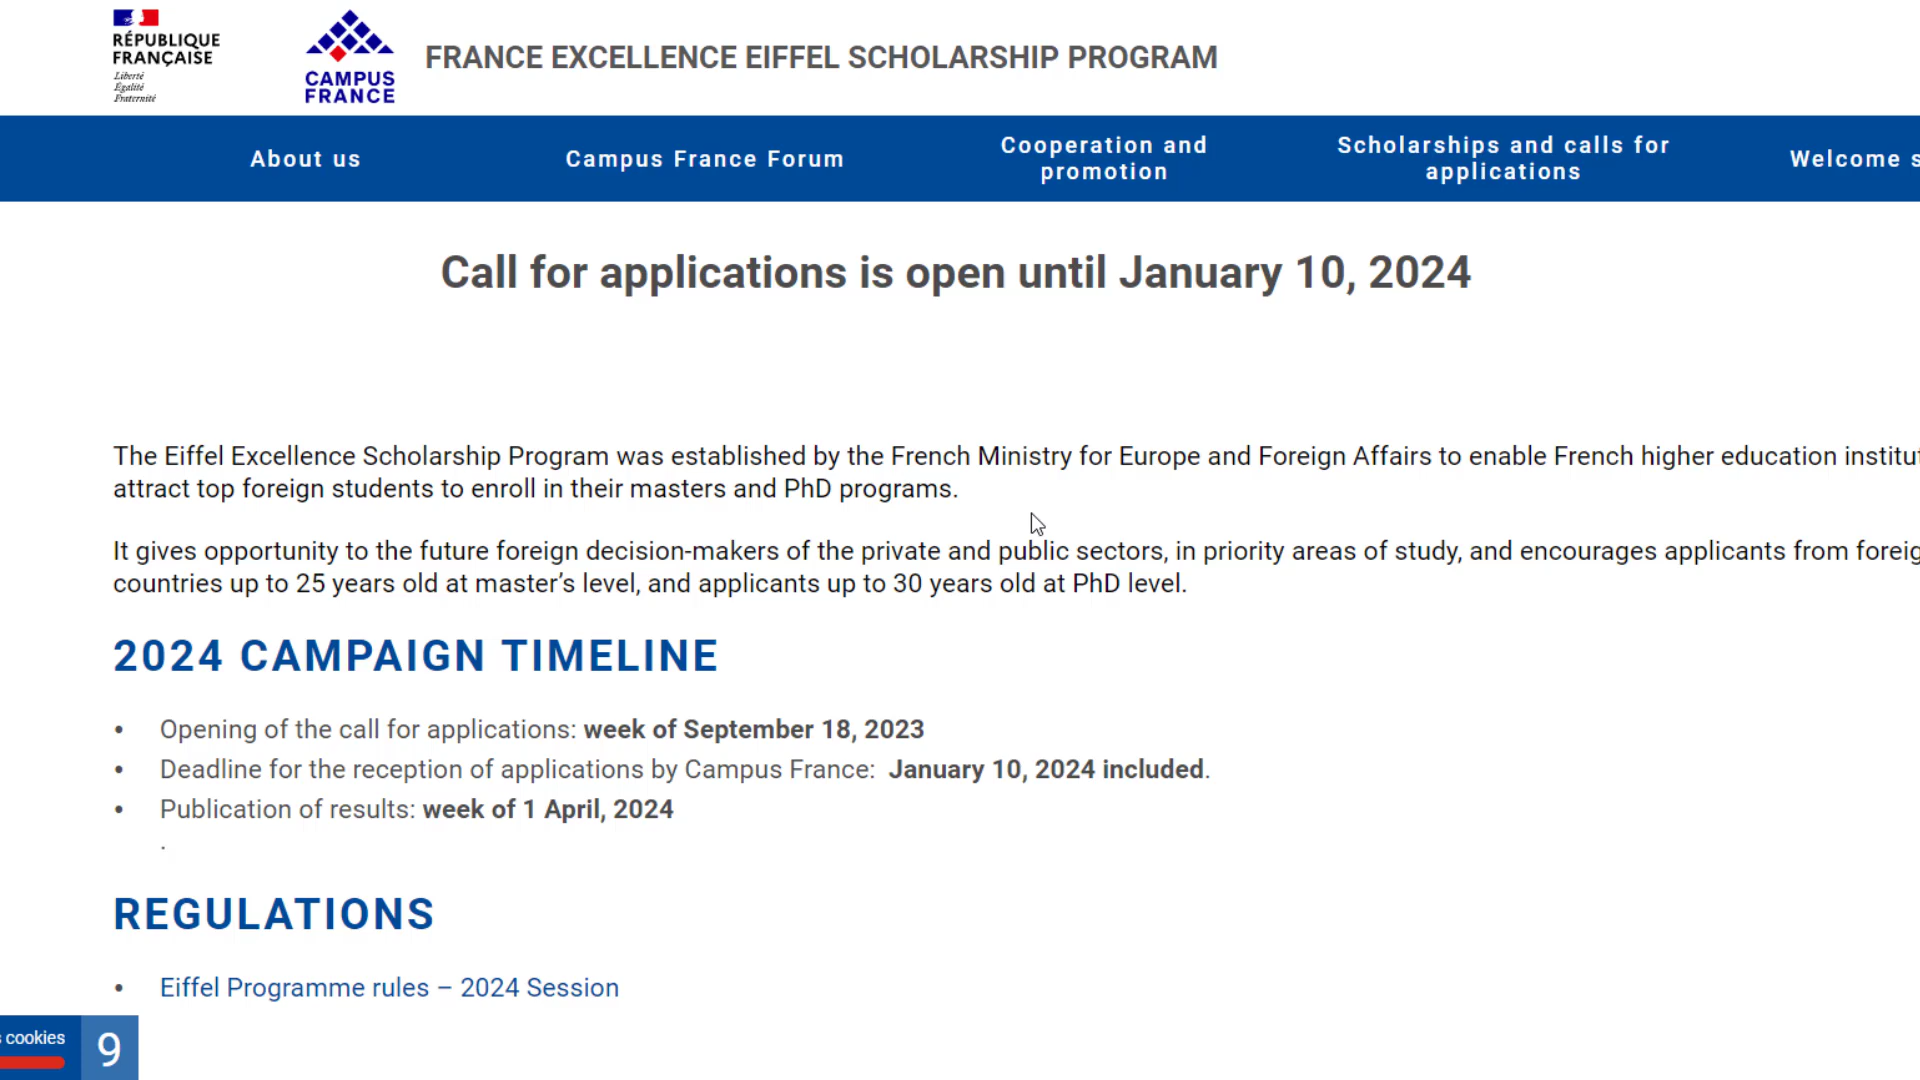 RÉPUBLIQUE
FRANÇAISE
Liberté
Égalité
Fraternité
CAMPUS
FRANCE
FRANCE EXCELLENCE EIFFEL SCHOLARSHIP PROGRAM
About us
Campus France Forum
Cooperation and
promotion
Scholarships and calls for
applications
Welcome s
Call for applications is open until January 10, 2024
The Eiffel Excellence Scholarship Program was established by the French Ministry for Europe and Foreign Affairs to enable French higher education institut
attract top foreign students to enroll in their masters and PhD programs.
It gives opportunity to the future foreign decision-makers of the private and public sectors, in priority areas of study, and encourages applicants from foreig
countries up to 25 years old at master’s level, and applicants up to 30 years old at PhD level.
2024 CAMPAIGN TIMELINE
• Opening of the call for applications: week of September 18, 2023
• Deadline for the reception of applications by Campus France: January 10, 2024 included.
• Publication of results: week of 1 April, 2024
.
REGULATIONS
• Eiffel Programme rules – 2024 Session
s cookies
9